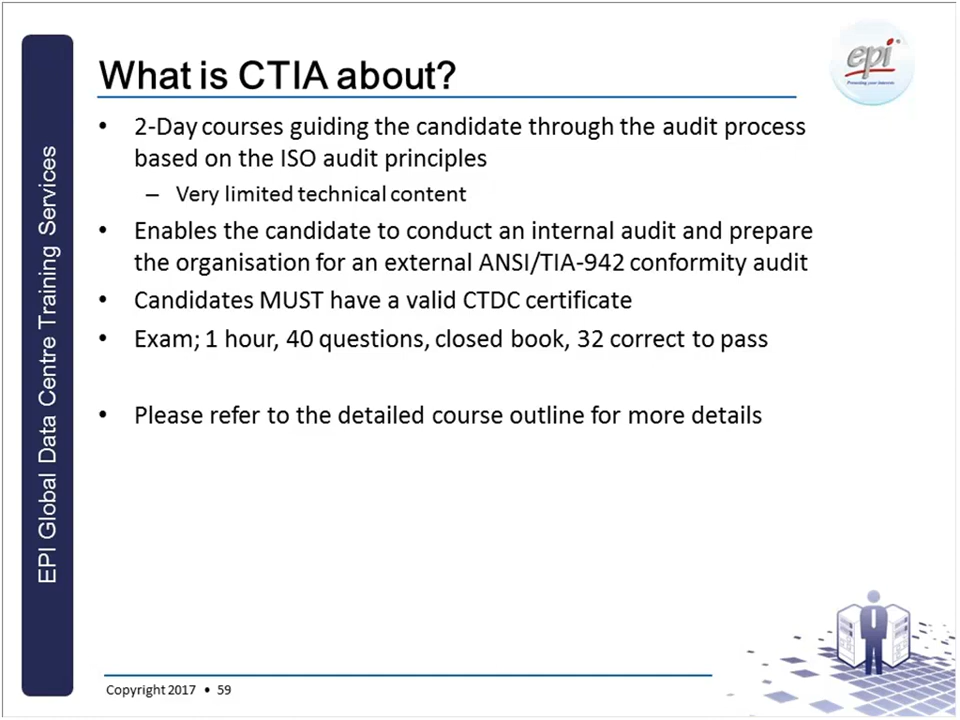 What is CTIA about?
epi
• 2-Day courses guiding the candidate through the audit process
based on the ISO audit principles
– Very limited technical content
• Enables the candidate to conduct an internal audit and prepare
the organisation for an external ANSI/TIA-942 conformity audit
• Candidates MUST have a valid CTDC certificate
• Exam; 1 hour, 40 questions, closed book, 32 correct to pass
• Please refer to the detailed course outline for more details
EPI Global Data Centre Training Services
Copyright 2017 • 59